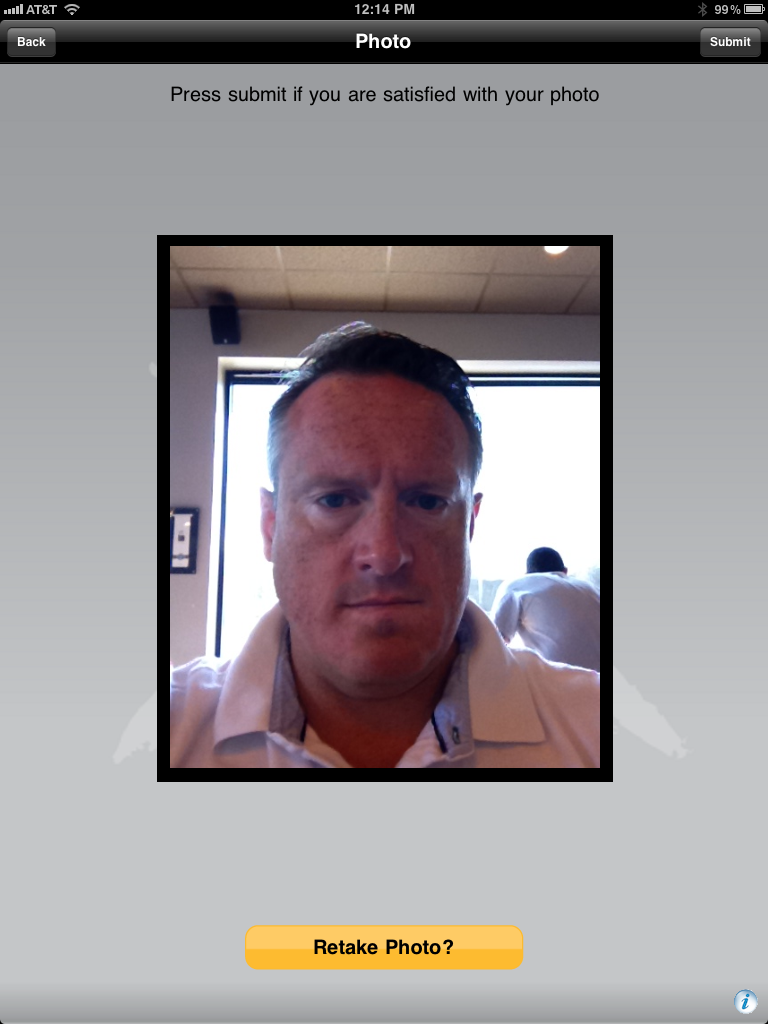 AT&T 12:14 PM 99%
Back Photo Submit
Press submit if you are satisfied with your photo
Retake Photo?
i